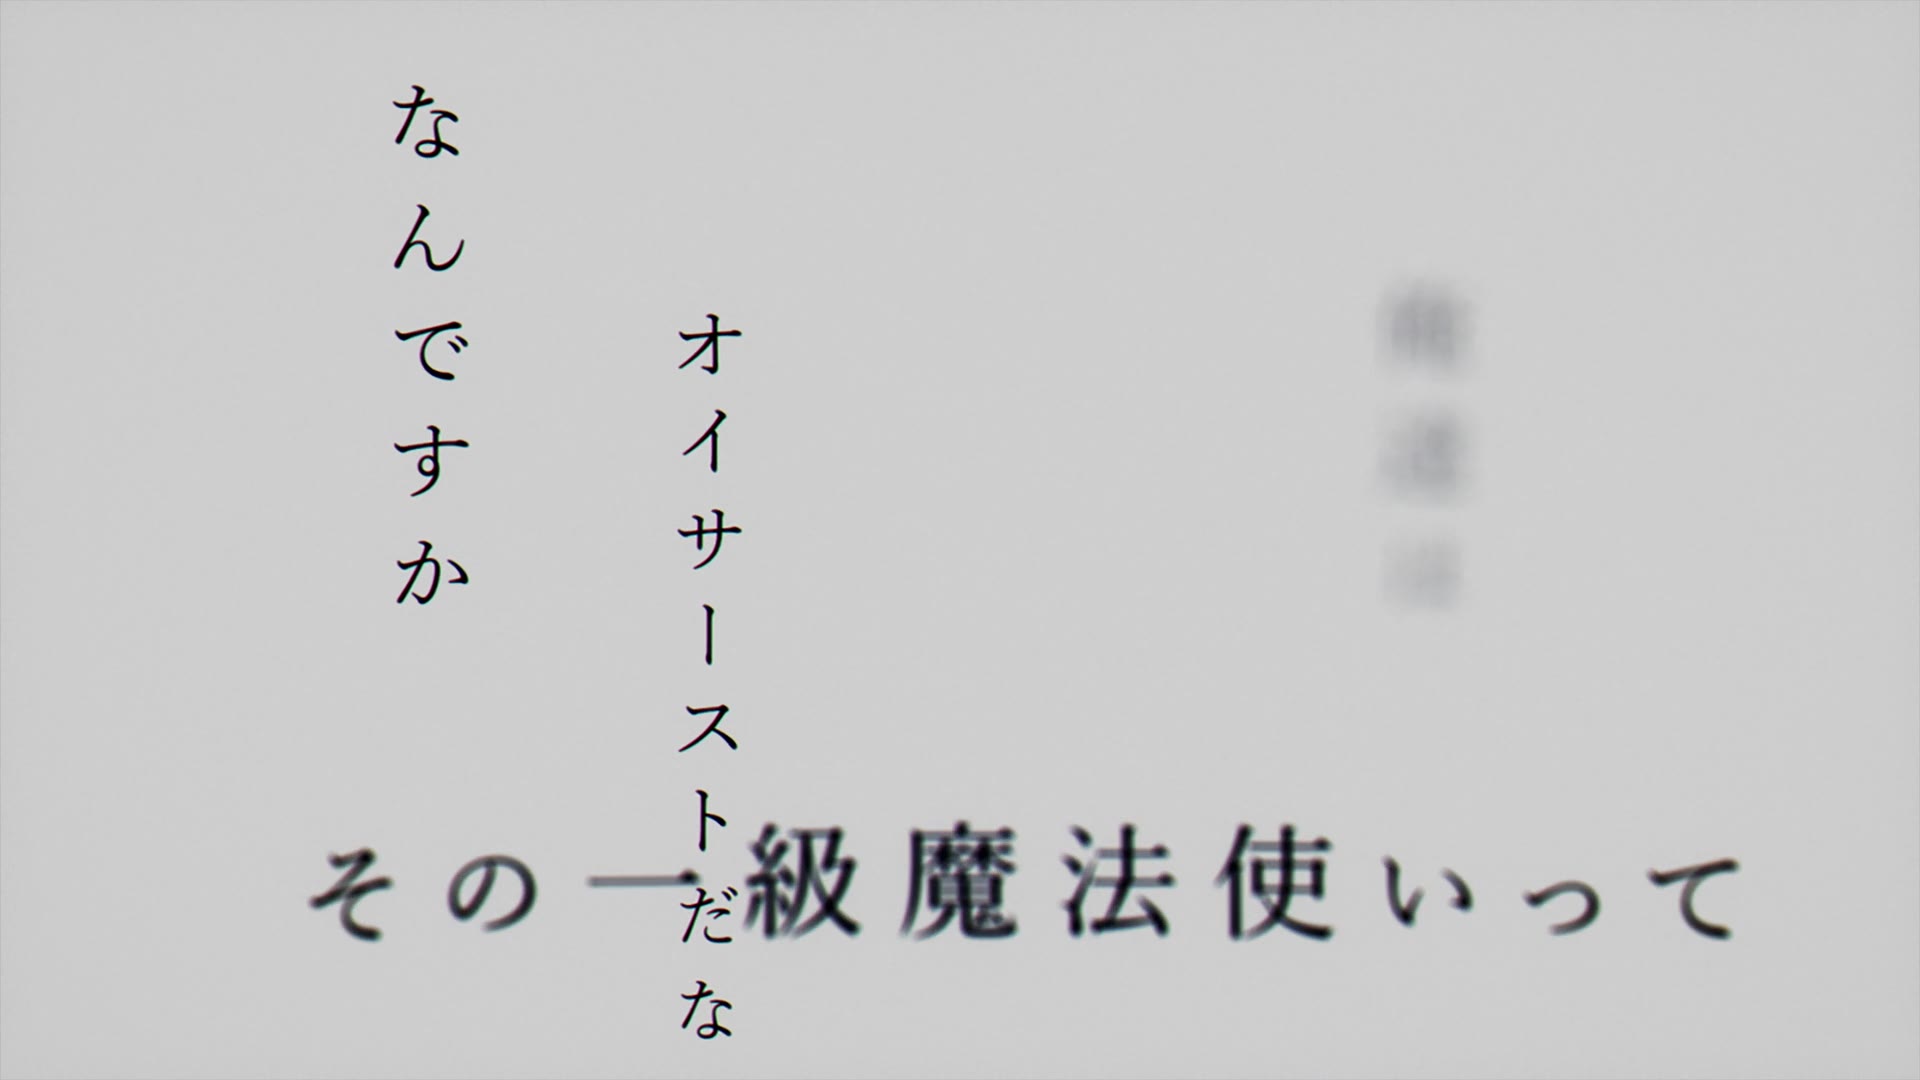 オイサーストだな
なんですか
その一級魔法使いって